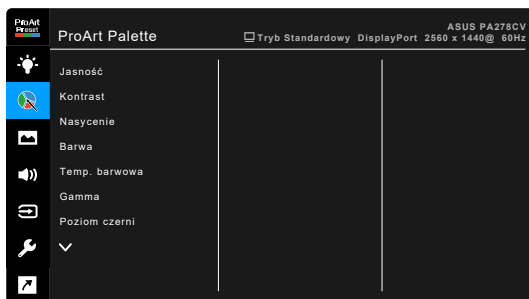 ProArt
Preset
ProArt Palette
ASUS PA278CV
Tryb Standardowy DisplayPort 2560 x 1440@ 60Hz
Jasność
Kontrast
Nasycenie
Barwa
Temp. barwowa
Gamma
Poziom czerni